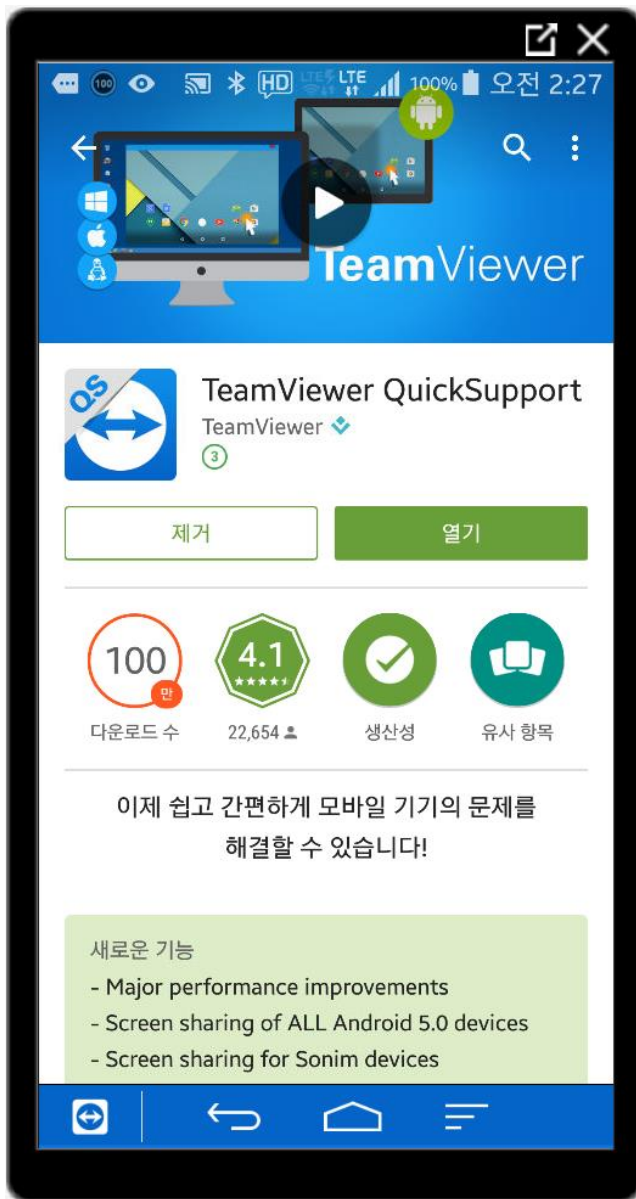 100 HD LTE LTE 100% 오전 2:27
TeamViewer
QS
TeamViewer QuickSupport
TeamViewer
3
제거 열기
100 만 4.1
다운로드 수 22,654 생산성 유사 항목
이제 쉽고 간편하게 모바일 기기의 문제를
해결할 수 있습니다!
새로운 기능
- Major performance improvements
- Screen sharing of ALL Android 5.0 devices
- Screen sharing for Sonim devices